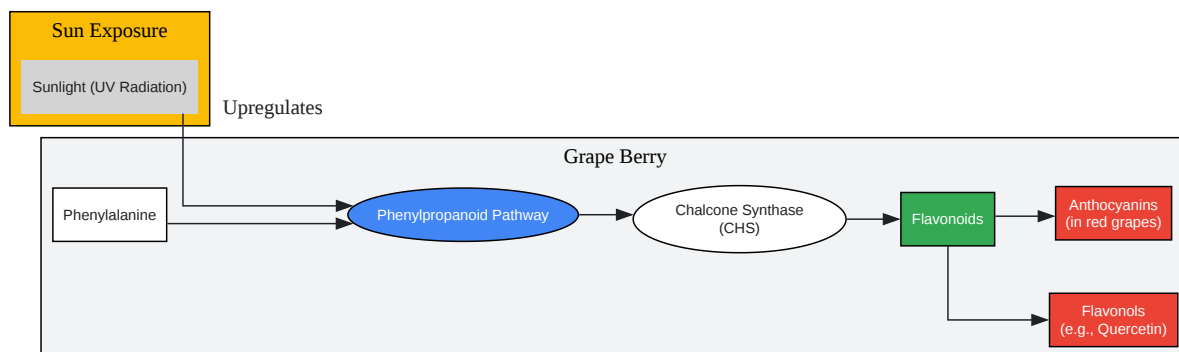 Sun Exposure
Sunlight (UV Radiation)
Upregulates
Grape Berry
Phenylalanine
Phenylpropanoid Pathway
Chalcone Synthase
(CHS)
Flavonoids
Anthocyanins
(in red grapes)
Flavonols
(e.g., Quercetin)